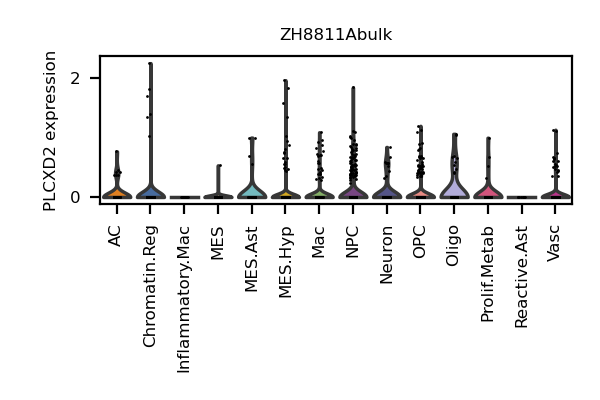 ZH8811Abulk
PLCXD2 expression
2
0
AC
Chromatin.Reg
Inflammatory.Mac
MES
MES.Ast
MES.Hyp
Mac
NPC
Neuron
OPC
Oligo
Prolif.Metab
Reactive.Ast
Vasc